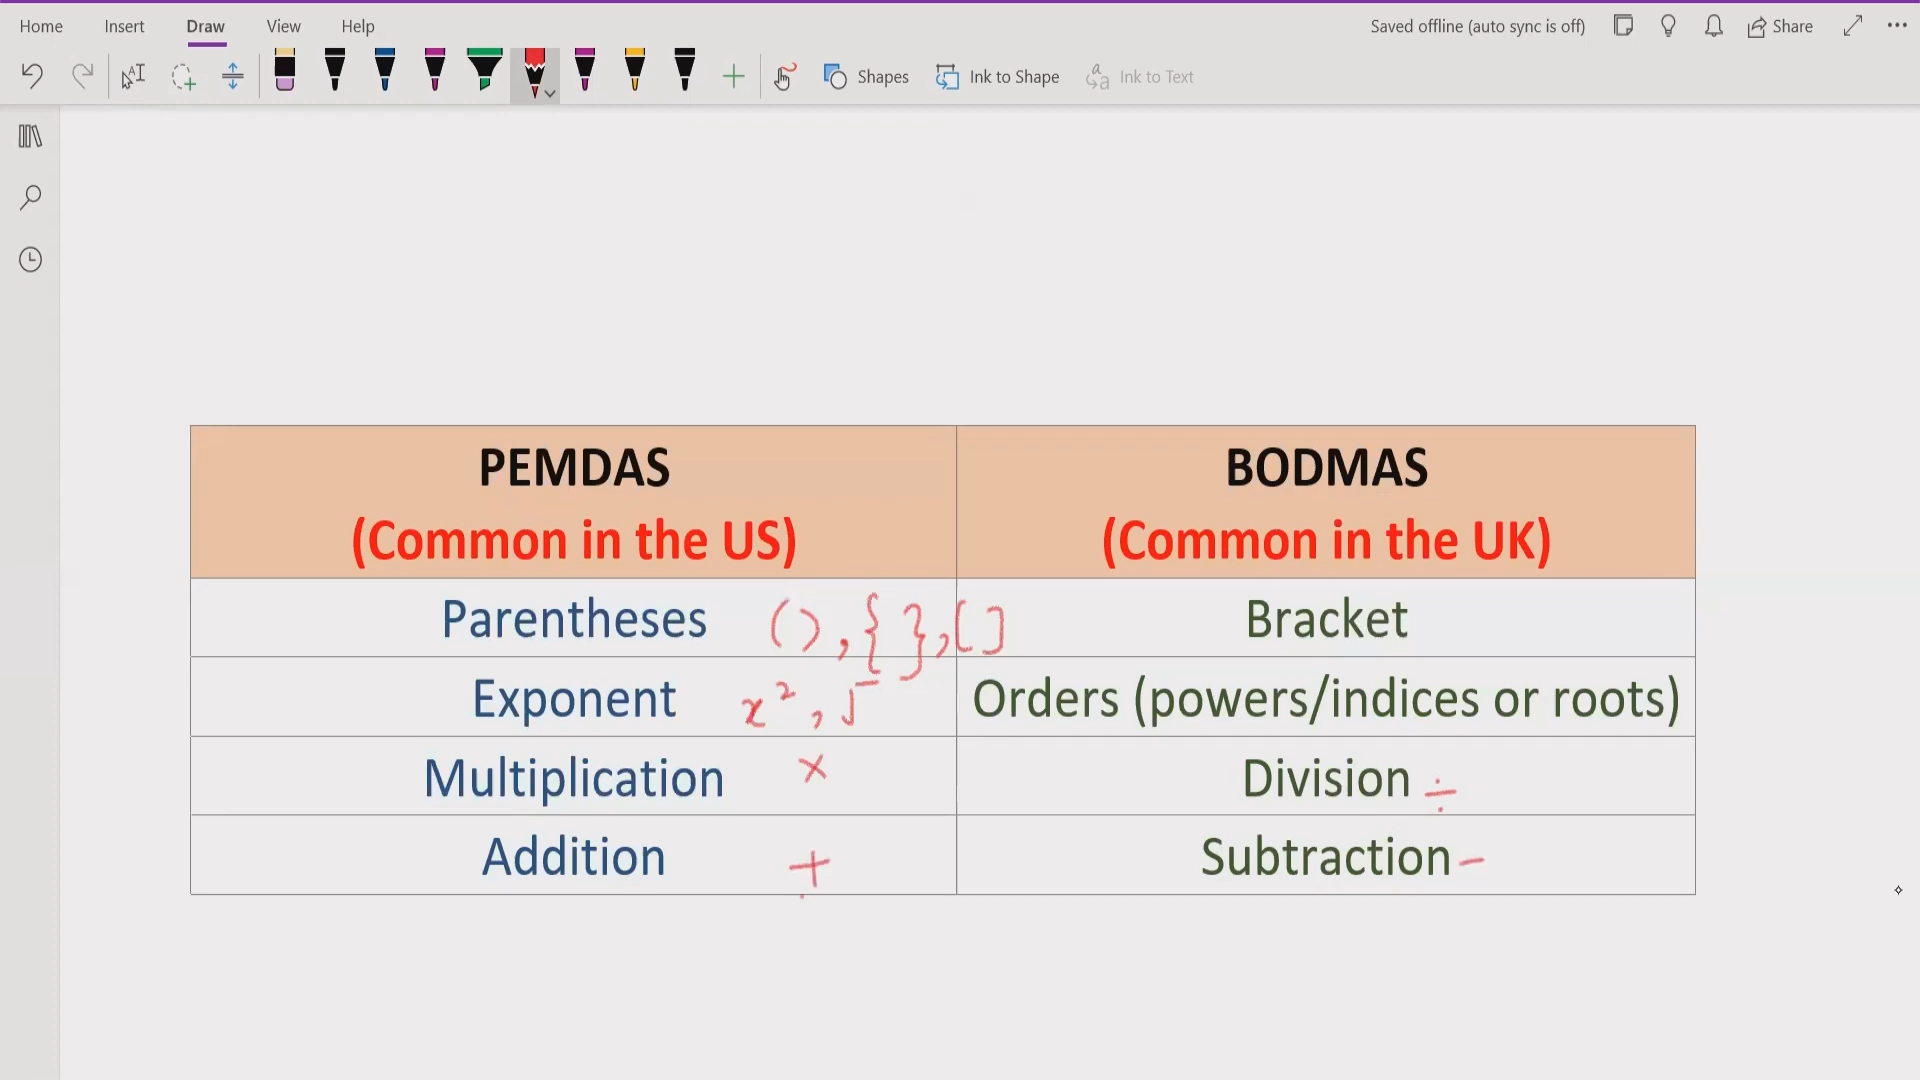 Home Insert Draw View Help Saved offline (auto sync is off) Share
Shapes Ink to Shape Ink to Text
PEMDAS BODMAS
(Common in the US) (Common in the UK)
Parentheses ( ) , { } , [ ] Bracket
Exponent x² , √ Orders (powers/indices or roots)
Multiplication × Division ÷
Addition + Subtraction −